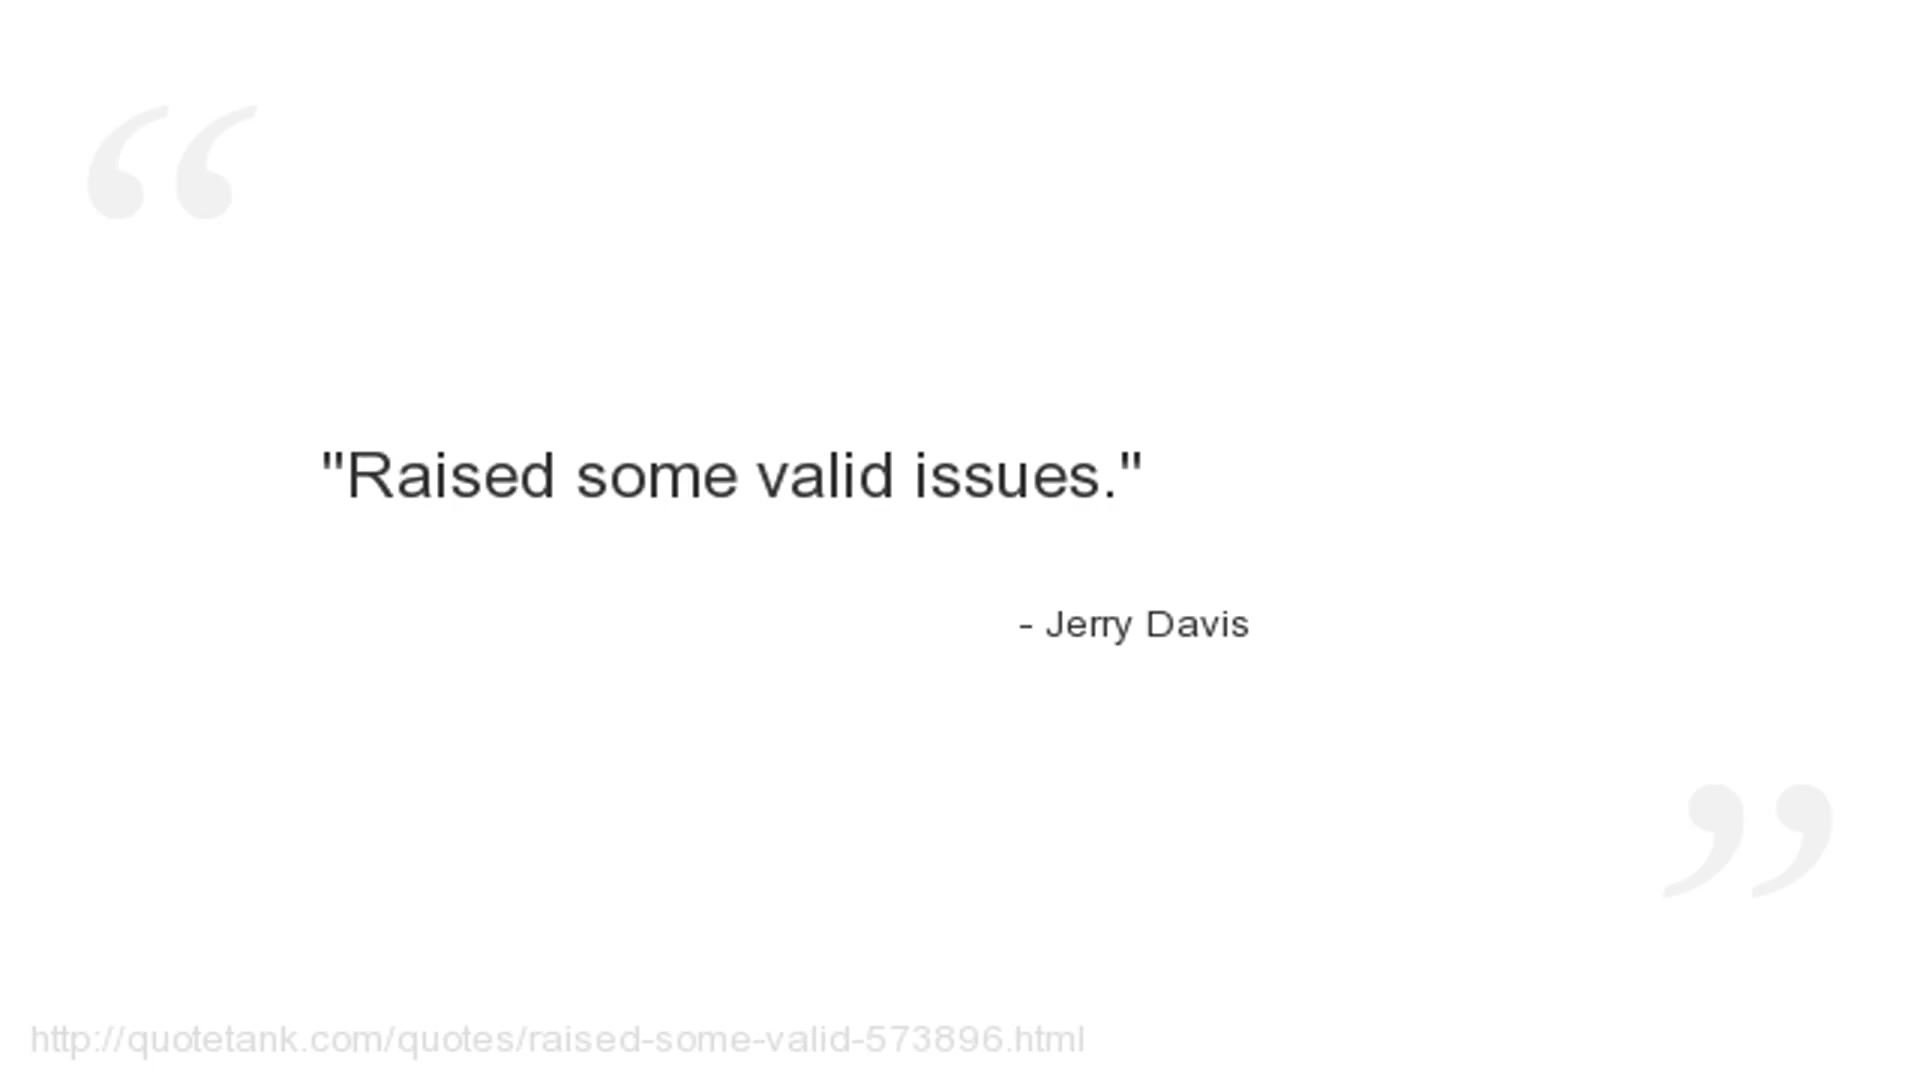 "Raised some valid issues."
- Jerry Davis
http://quotetank.com/quotes/raised-some-valid-573896.html